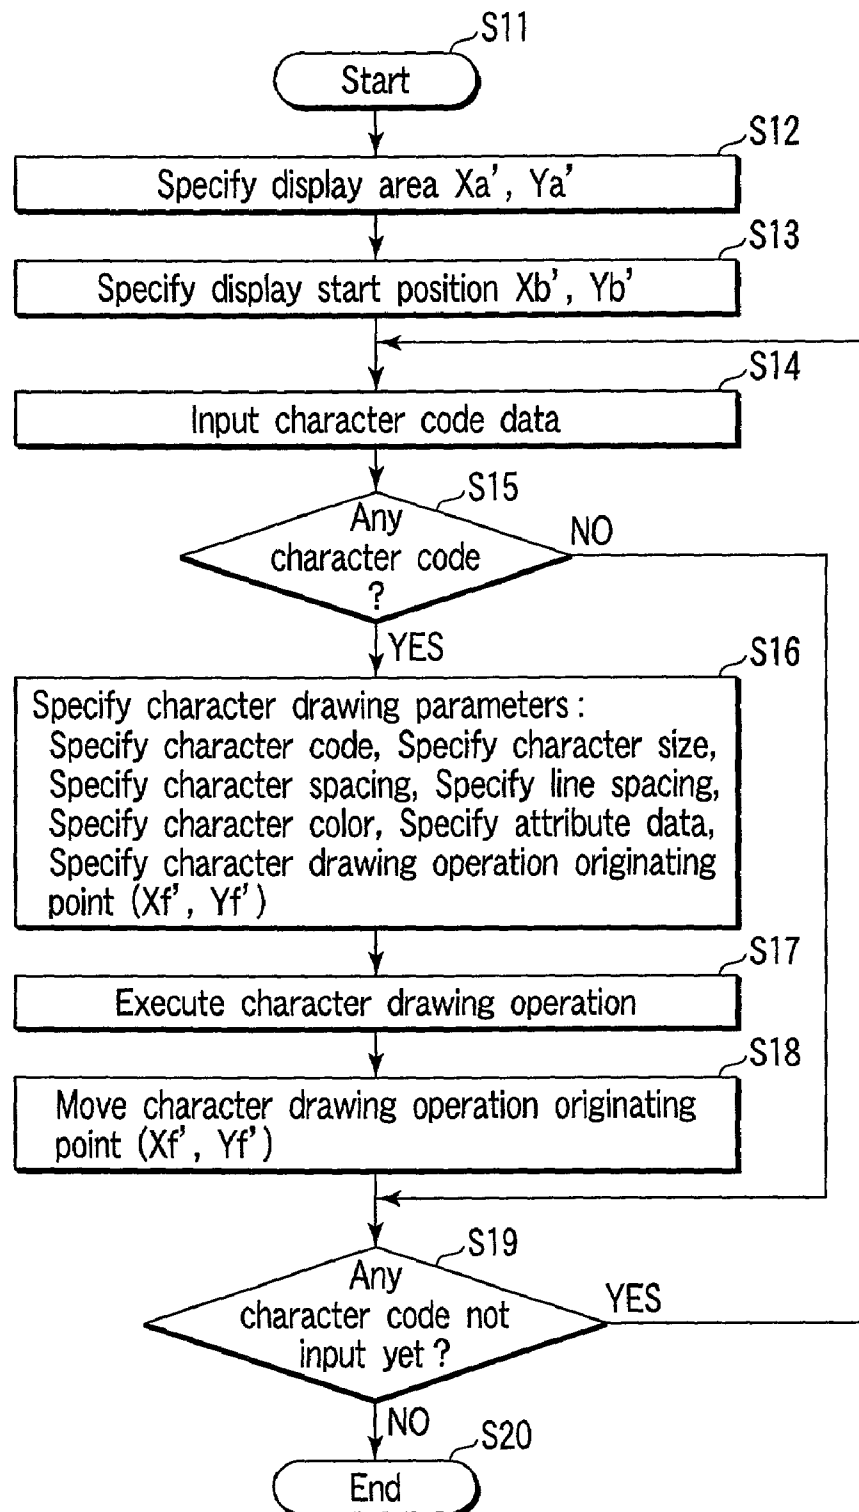 S11
Start
S12
Specify display area Xa', Ya'
S13
Specify display start position Xb', Yb'
S14
Input character code data
S15
Any
character code
?
NO
YES
S16
Specify character drawing parameters :
Specify character code, Specify character size,
Specify character spacing, Specify line spacing,
Specify character color, Specify attribute data,
Specify character drawing operation originating
point (Xf', Yf')
S17
Execute character drawing operation
S18
Move character drawing operation originating
point (Xf', Yf')
S19
Any
character code not
input yet ?
YES
NO
S20
End